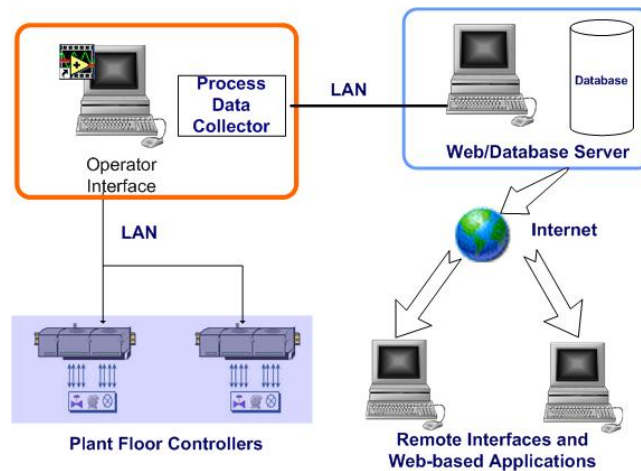 Process
Data
Collector
Operator
Interface
LAN
Database
Web/Database Server
LAN
Internet
Plant Floor Controllers
Remote Interfaces and
Web-based Applications